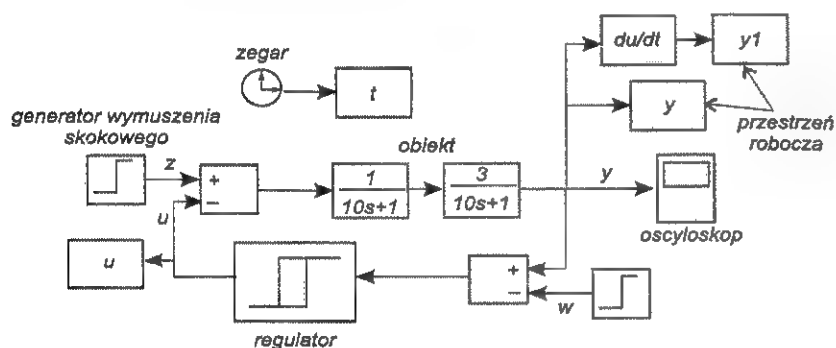 zegar
t
du/dt
y1
y
przestrzeń
robocza
generator wymuszenia
skokowego
z
+
−
u
obiekt
1
10s+1
3
10s+1
y
oscyloskop
u
regulator
+
−
w